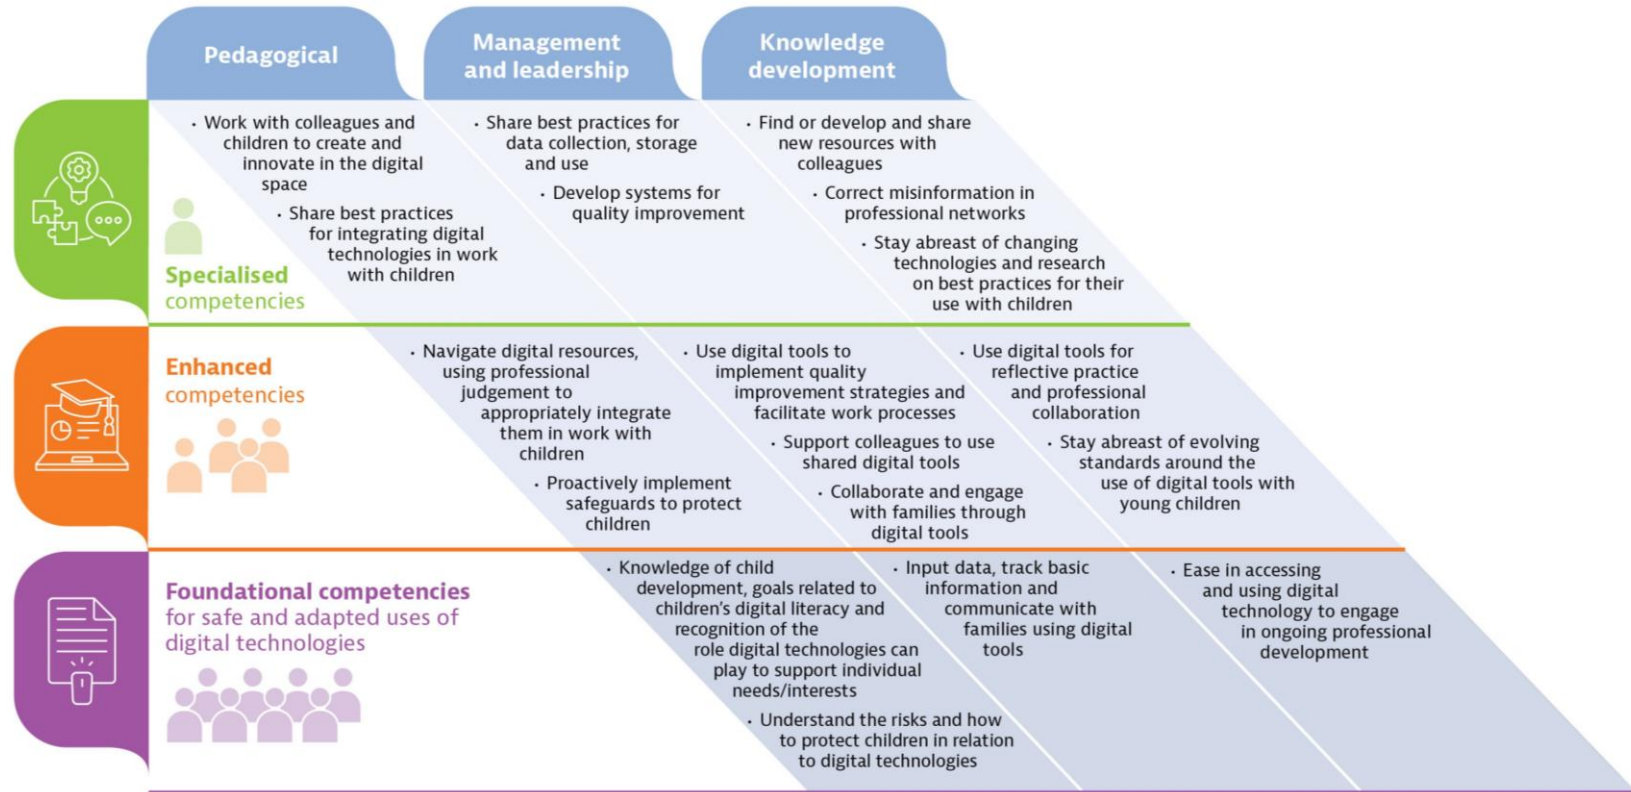 Pedagogical
Management
and leadership
Knowledge
development
Specialised
competencies
• Work with colleagues and
children to create and
innovate in the digital
space
• Share best practices
for integrating digital
technologies in work
with children
• Share best practices for
data collection, storage
and use
• Develop systems for
quality improvement
• Find or develop and share
new resources with
colleagues
• Correct misinformation in
professional networks
• Stay abreast of changing
technologies and research
on best practices for their
use with children
Enhanced
competencies
• Navigate digital resources,
using professional
judgement to
appropriately integrate
them in work with
children
• Proactively implement
safeguards to protect
children
• Use digital tools to
implement quality
improvement strategies and
facilitate work processes
• Support colleagues to use
shared digital tools
• Collaborate and engage
with families through
digital tools
• Use digital tools for
reflective practice
and professional
collaboration
• Stay abreast of evolving
standards around the
use of digital tools with
young children
Foundational competencies
for safe and adapted uses of
digital technologies
• Knowledge of child
development, goals related to
children's digital literacy and
recognition of the
role digital technologies can
play to support individual
needs/interests
• Understand the risks and how
to protect children in relation
to digital technologies
• Input data, track basic
information and
communicate with
families using digital
tools
• Ease in accessing
and using digital
technology to engage
in ongoing professional
development